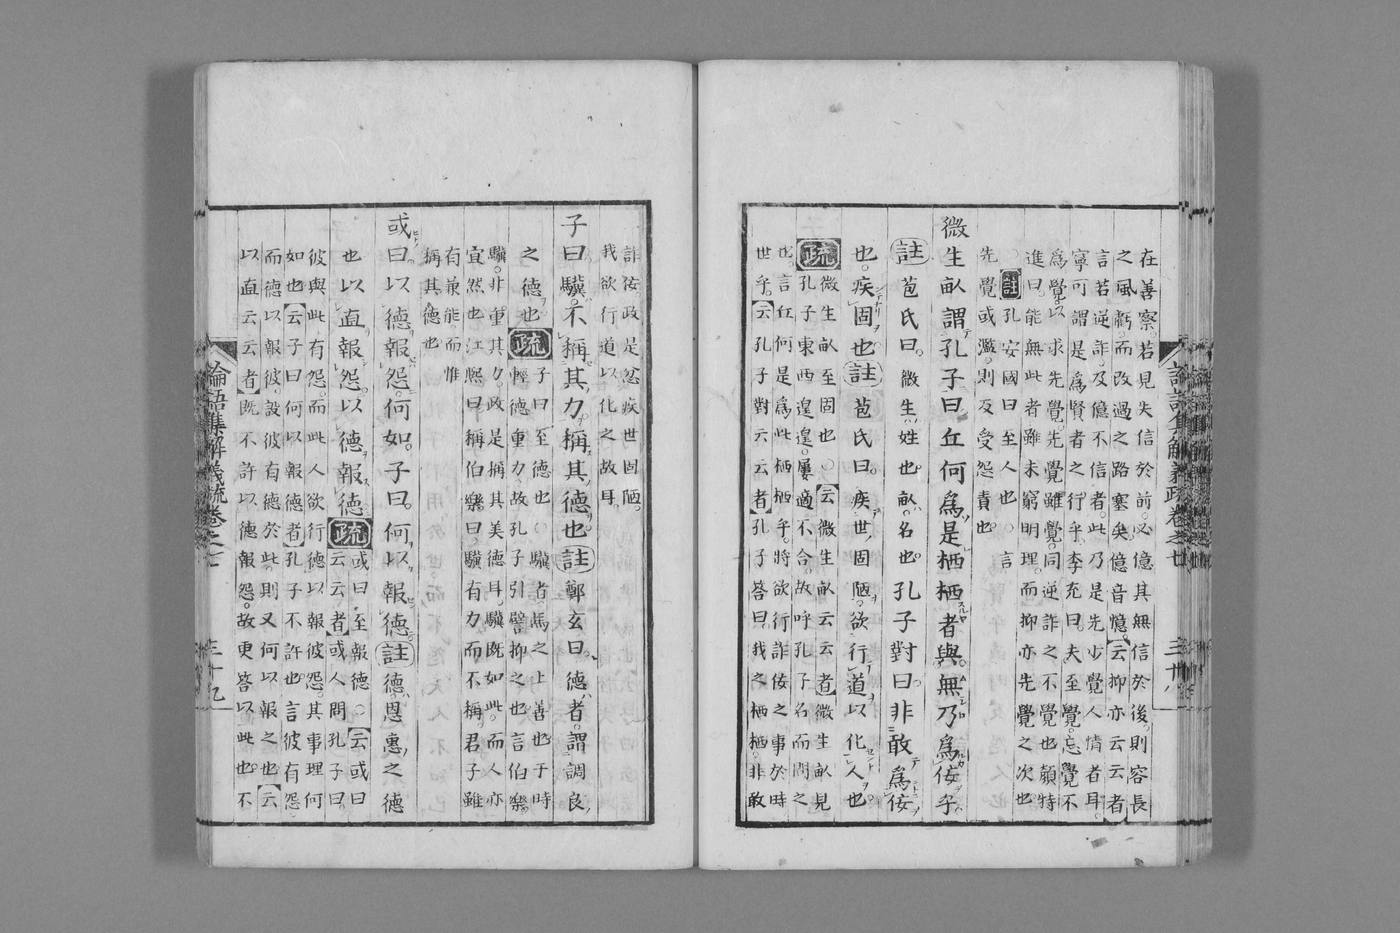 在善察若見失信於前必億其無信於後則容長
之風虧而改過之路塞矣億音憶云抑亦云云者
言若逆詐及億不信者此乃是先少覺人情者耳
寧可謂是爲賢者之行乎李充曰夫至覺忘覺不
爲覺以求先覺先覺雖覺同逆詐之不覺也顏特
進曰能無此者雖未窮明理而抑亦先覺之次也
註孔安國曰至人也○言
先覺或濫則反受怨責也
微生畝謂孔子曰丘何爲是栖栖者與無乃爲佞乎
註苞氏曰微生姓也畝名也孔子對曰非敢爲佞
也疾固也註苞氏曰疾世固陋欲行道以化人也
疏微生畝至固也○云微生畝云云者微生畝見
孔子東西遑遑屢適不合故呼孔子名而問之
也言丘何是爲此栖栖乎將欲行詐佞之事於時
世乎云孔子對云云者孔子答曰我之栖栖非敢
詐佞政是忿疾世固陋
我欲行道以化之故耳
子曰驥不稱其力稱其德也註鄭玄曰德者謂調良
之德也疏子曰至德也○驥者馬之上善也于時
輕德重力故孔子引譬抑之也言伯樂
驥非重其力政是稱其美德耳驥既如此而人亦
宜然也江熙曰稱伯樂曰驥有力而不稱君子雖
有兼能而惟
稱其德也
或曰以德報怨何如子曰何以報德註德恩惠之德
也以直報怨以德報德疏或曰至報德○云或曰
云云者或人問孔子曰
彼與此有怨而此人欲行德以報彼怨其事理何
如也云子曰何以報德者孔子不許也言彼有怨
而德以報彼設彼有德於此則又何以報之也云
以直云云者既不許以德報怨故更答以此也不
論語集解義疏卷之七
三十九